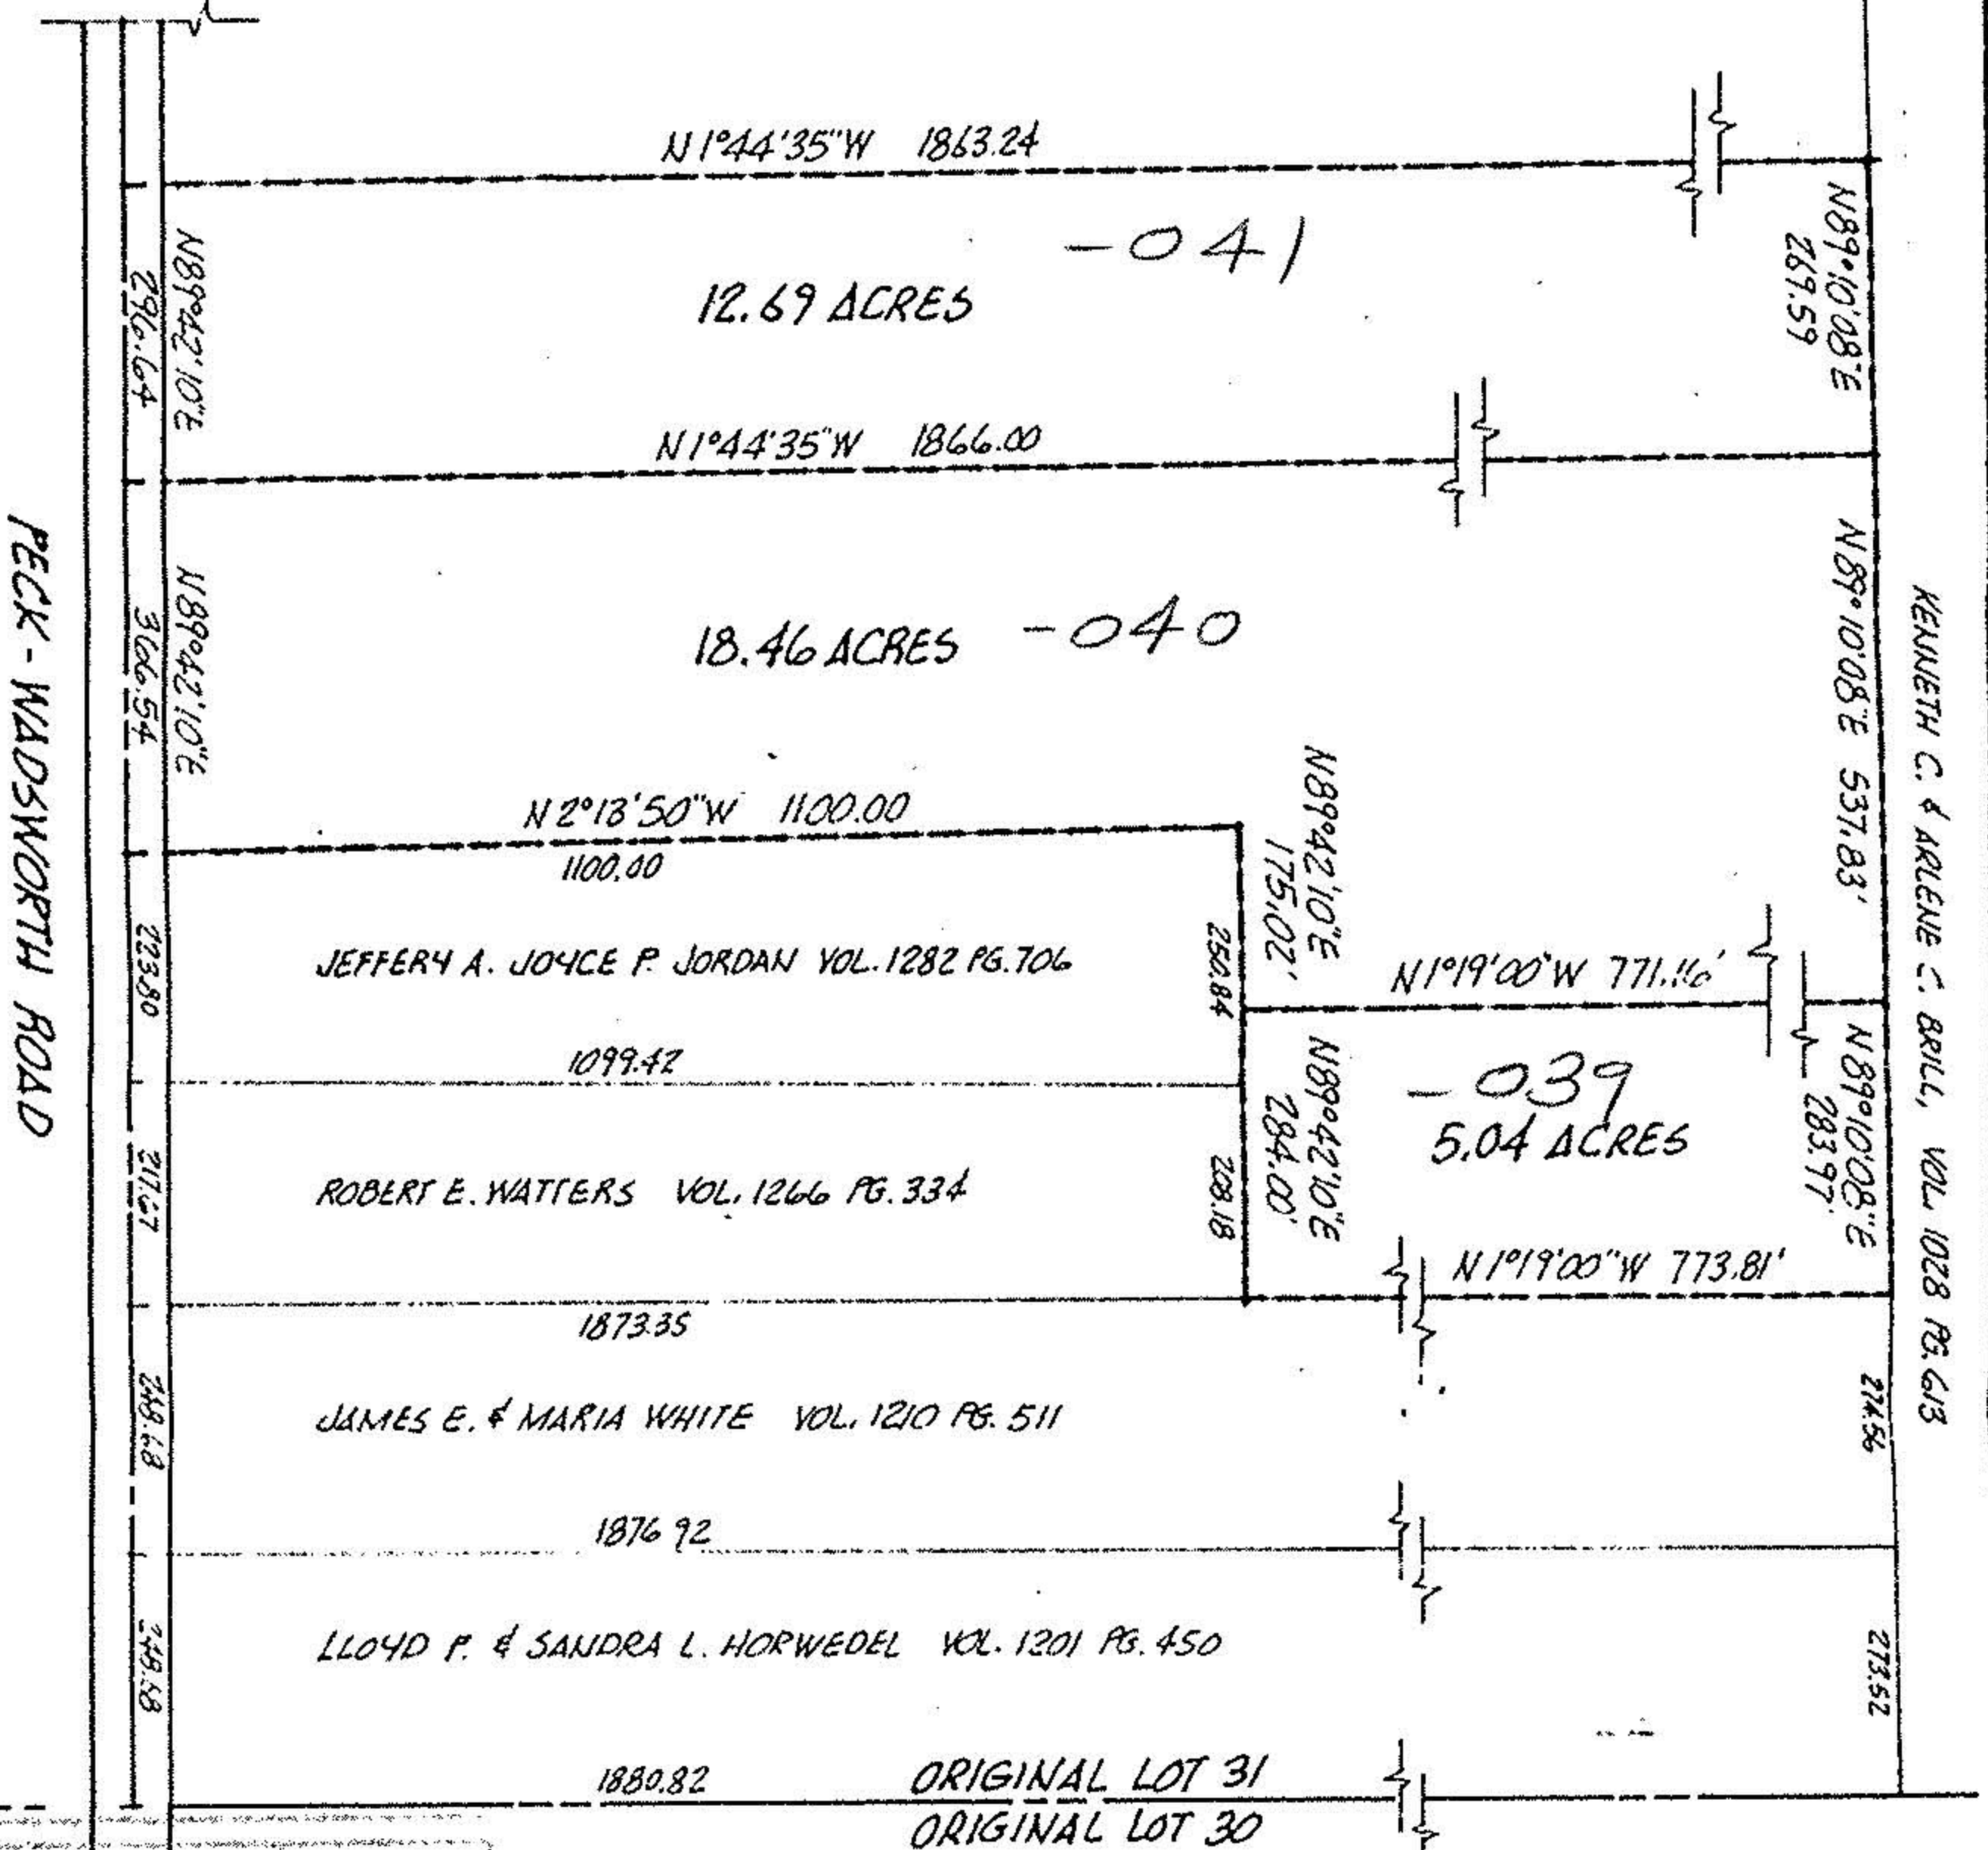 N 1°44'35"W 1863.24
N89°10'08"E
269.59
-041
12.69 ACRES
N89°42'10"E
296.64
N 1°44'35"W 1866.00
N89°10'08"E 537.83'
18.46 ACRES -040
N89°42'10"E
366.54
PECK-WADSWORTH ROAD
KENNETH C. & ARLENE C. BRILL, VOL. 1028 PG. 613
N 2°13'50"W 1100.00
1100.00
N89°42'10"E
175.02'
250.84
JEFFERY A. JOYCE P. JORDAN VOL. 1282 PG. 706
223.80
N 1°19'00"W 771.16'
1099.42
N89°42'10"E
284.00'
-039
5.04 ACRES
N89°10'08"E
283.97'
ROBERT E. WATTERS VOL. 1266 PG. 334
217.67
208.18
N 1°19'00"W 773.81'
1873.35
JAMES E. & MARIA WHITE VOL. 1210 PG. 511
248.68
274.56
1876 92
LLOYD P. & SANDRA L. HORWEDEL VOL. 1201 PG. 450
248.68
273.52
1880.82
ORIGINAL LOT 31
ORIGINAL LOT 30